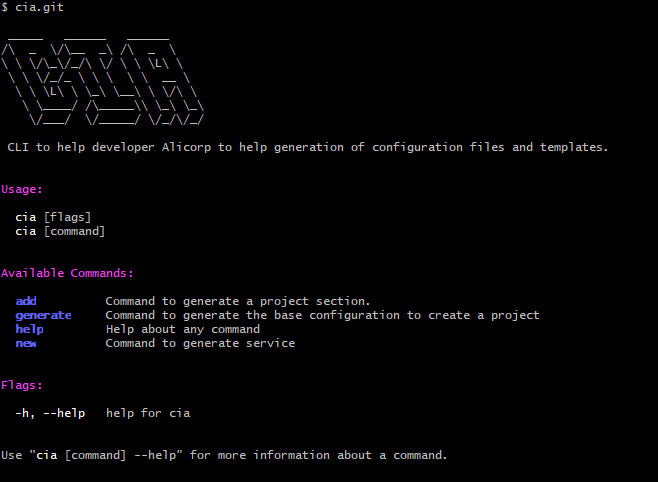 $ cia.git
CLI to help developer Alicorp to help generation of configuration files and templates.
Usage:
cia [flags]
cia [command]
Available Commands:
add Command to generate a project section.
generate Command to generate the base configuration to create a project
help Help about any command
new Command to generate service
Flags:
-h, --help help for cia
Use "cia [command] --help" for more information about a command.